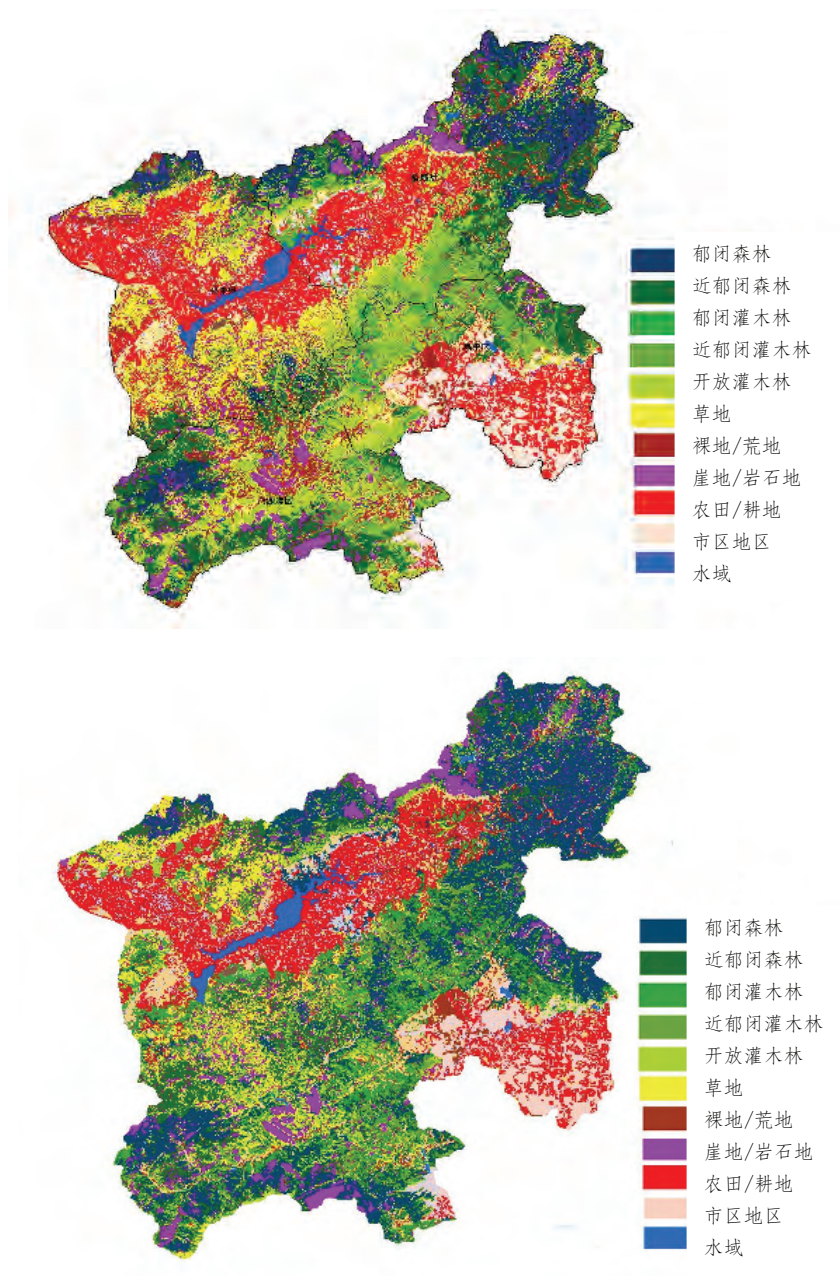 郁闭森林
近郁闭森林
郁闭灌木林
近郁闭灌木林
开放灌木林
草地
裸地/荒地
崖地/岩石地
农田/耕地
市区地区
水域
郁闭森林
近郁闭森林
郁闭灌木林
近郁闭灌木林
开放灌木林
草地
裸地/荒地
崖地/岩石地
农田/耕地
市区地区
水域